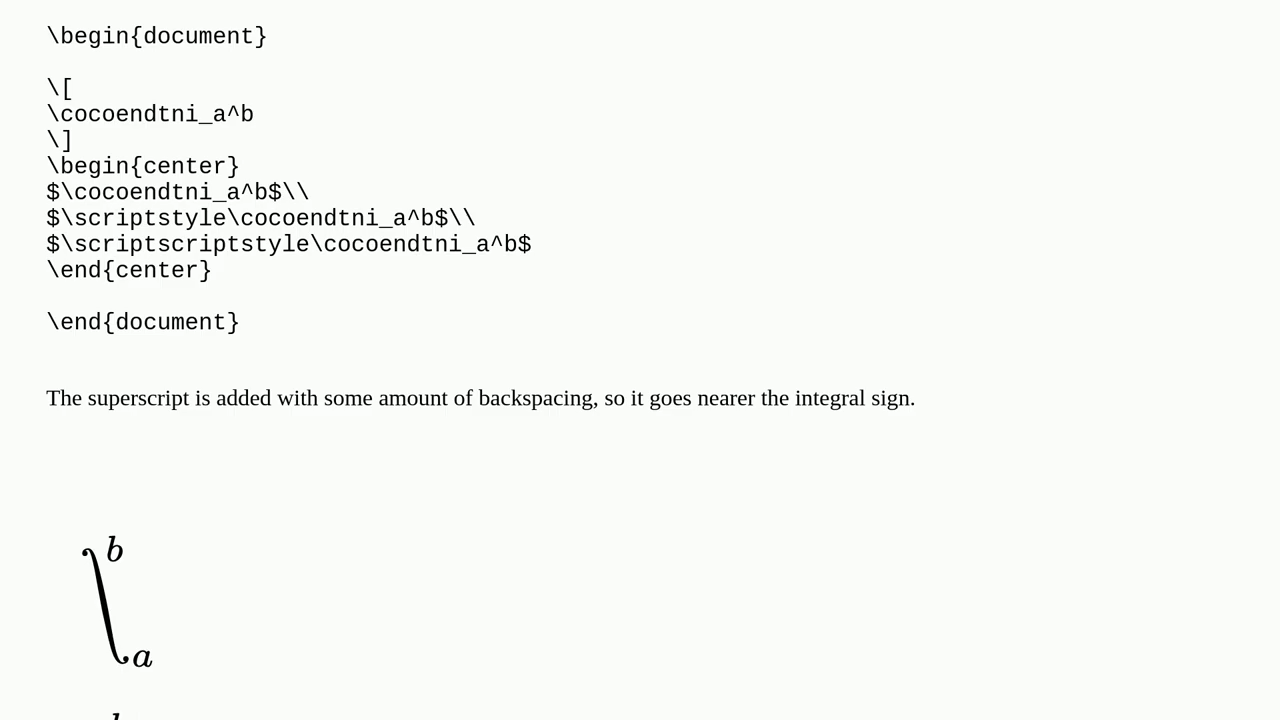 \begin{document}
\[
\cocoendtni_a^b
\]
\begin{center}
$\cocoendtni_a^b$\\
$\scriptstyle\cocoendtni_a^b$\\
$\scriptscriptstyle\cocoendtni_a^b$
\end{center}
\end{document}
The superscript is added with some amount of backspacing, so it goes nearer the integral sign.
b
a